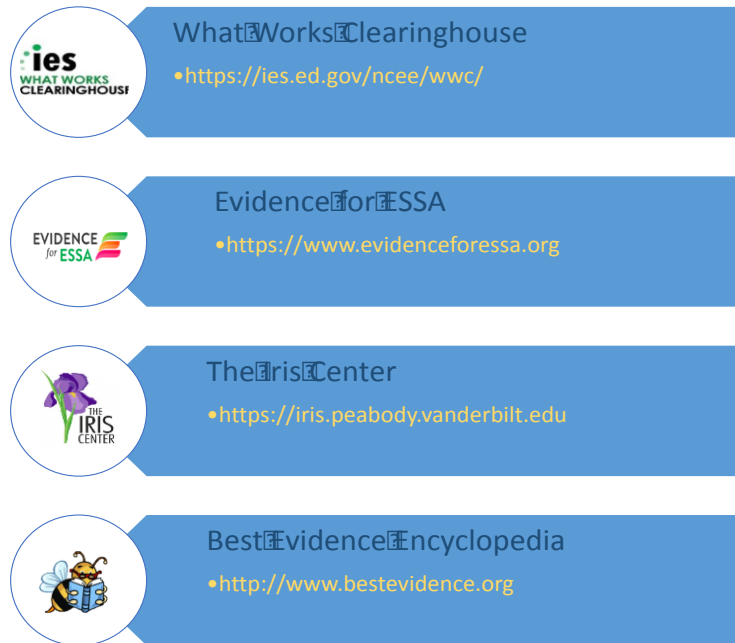 ies
WHAT WORKS
CLEARINGHOUSE
What Works Clearinghouse
•https://ies.ed.gov/ncee/wwc/
EVIDENCE
for ESSA
Evidence for ESSA
•https://www.evidenceforessa.org
THE
IRIS
CENTER
The Iris Center
•https://iris.peabody.vanderbilt.edu
Best Evidence Encyclopedia
•http://www.bestevidence.org